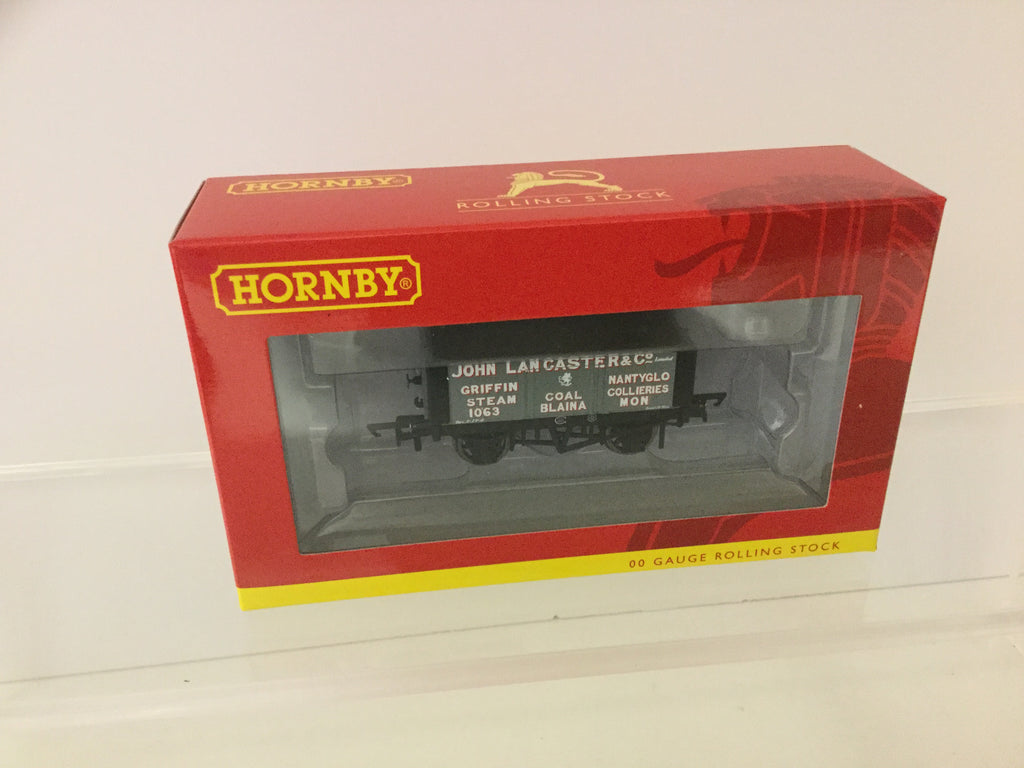 HORNBY®
ROLLING STOCK
HORNBY®
JOHN LANCASTER & Co Limited
GRIFFIN NANTYGLO
STEAM COAL COLLIERIES
1063 BLAINA MON
00 GAUGE ROLLING STOCK